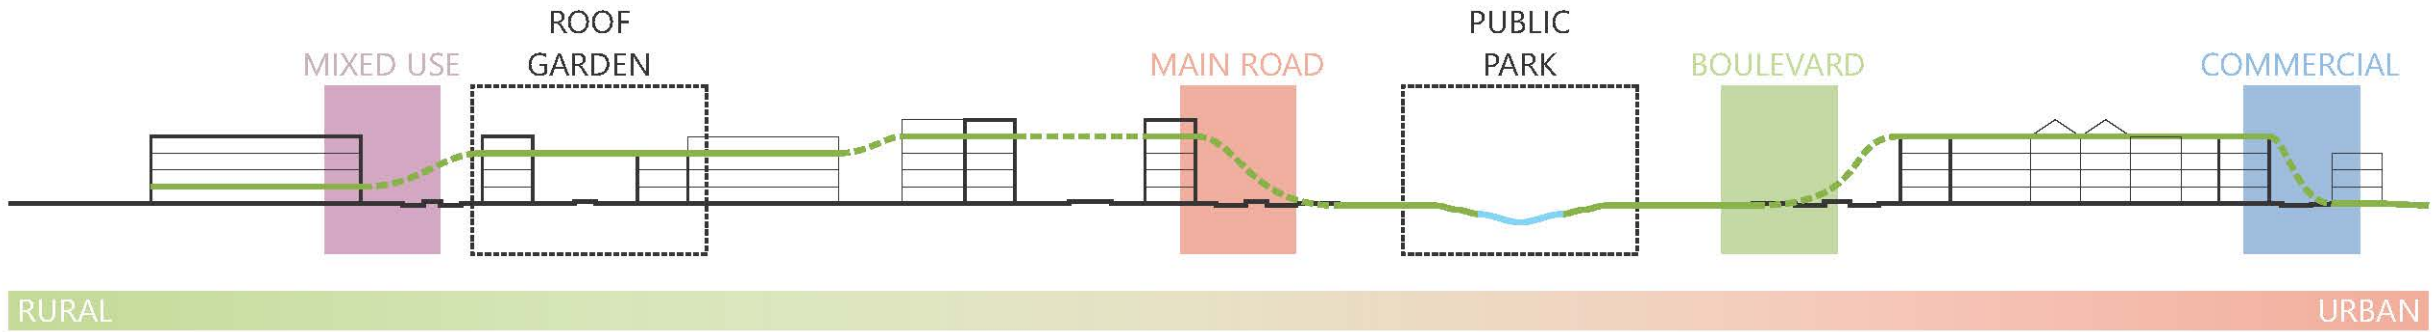 ROOF
GARDEN
PUBLIC
PARK
MIXED USE
MAIN ROAD
BOULEVARD
COMMERCIAL
RURAL
URBAN